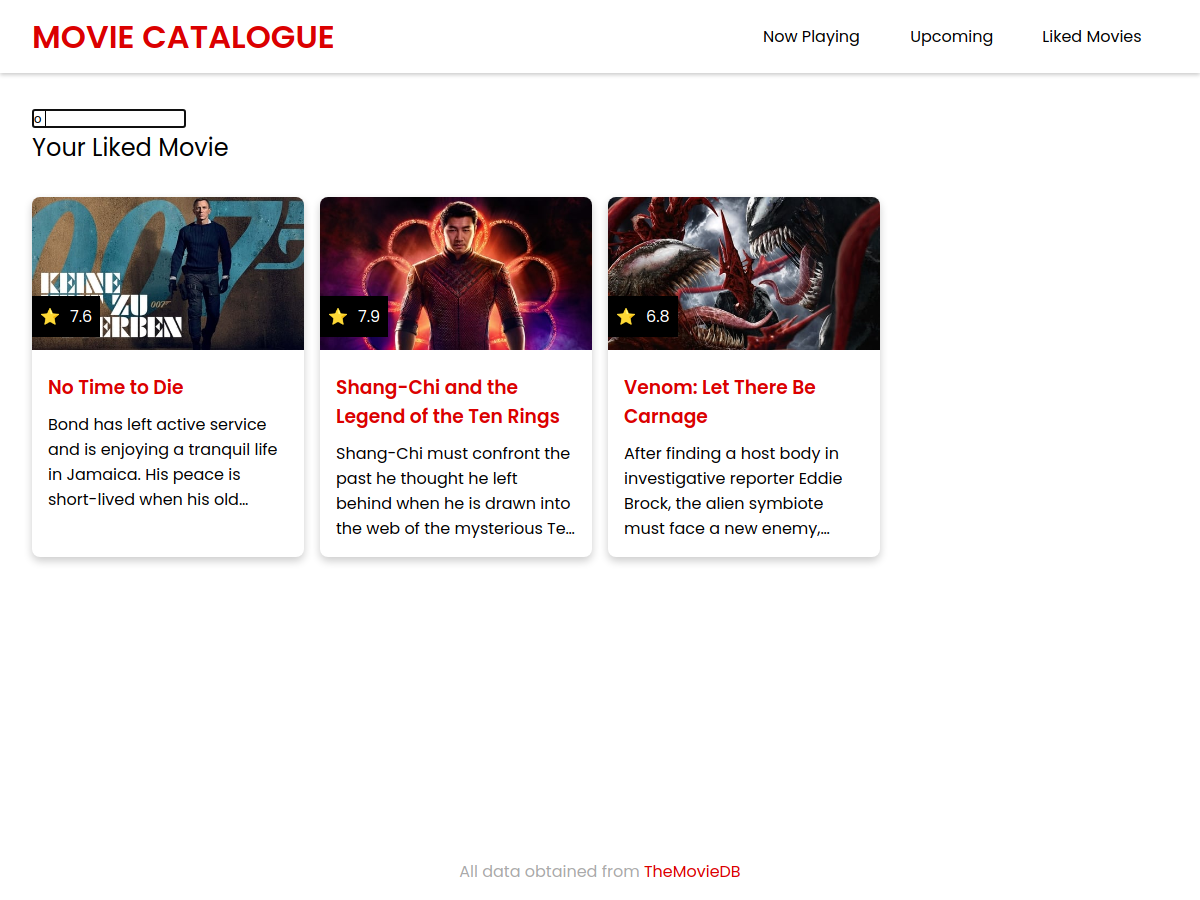 MOVIE CATALOGUE
Now Playing
Upcoming
Liked Movies
o
Your Liked Movie
007
KEINE
ZU
007
ERBEN
7.6
7.9
6.8
No Time to Die
Bond has left active service
and is enjoying a tranquil life
in Jamaica. His peace is
short-lived when his old...
Shang-Chi and the
Legend of the Ten Rings
Shang-Chi must confront the
past he thought he left
behind when he is drawn into
the web of the mysterious Te...
Venom: Let There Be
Carnage
After finding a host body in
investigative reporter Eddie
Brock, the alien symbiote
must face a new enemy,...
All data obtained from TheMovieDB